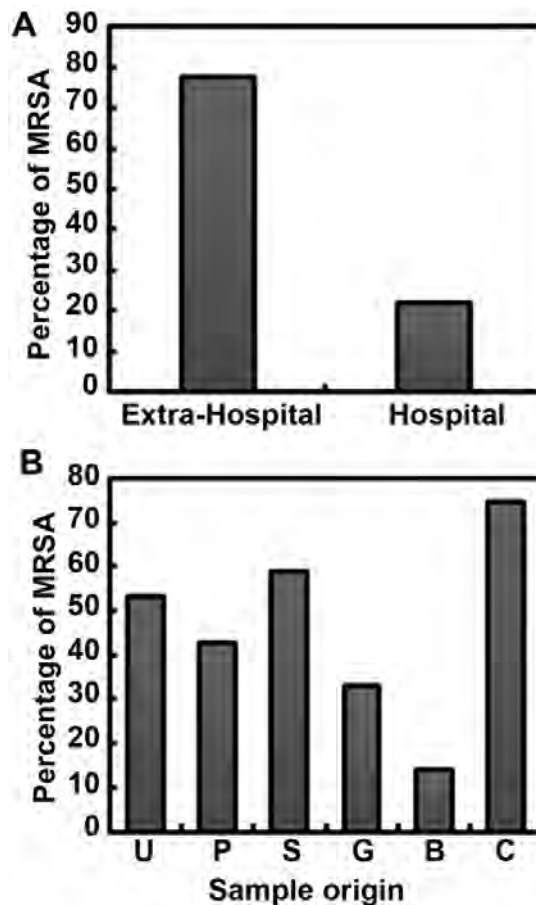 A
Percentage of MRSA
90
80
70
60
50
40
30
20
10
0
Extra-Hospital Hospital
B
Percentage of MRSA
80
70
60
50
40
30
20
10
0
U P S G B C
Sample origin